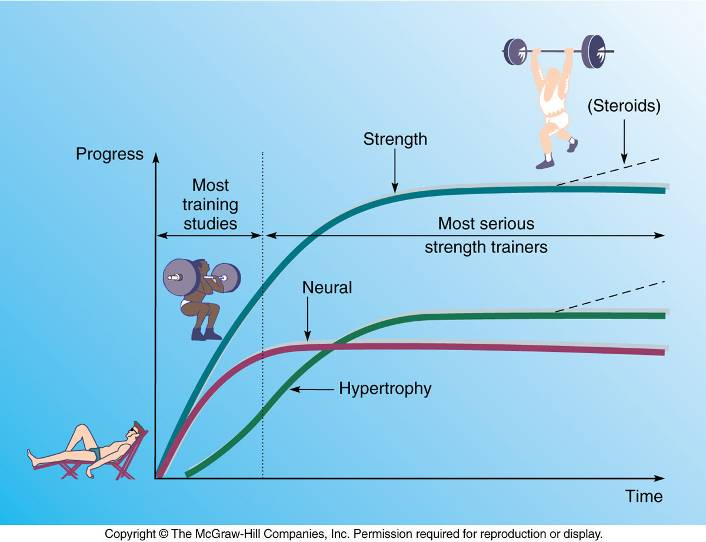 (Steroids)
Strength
Progress
Most
training
studies
Most serious
strength trainers
Neural
Hypertrophy
Time
Copyright © The McGraw-Hill Companies, Inc. Permission required for reproduction or display.